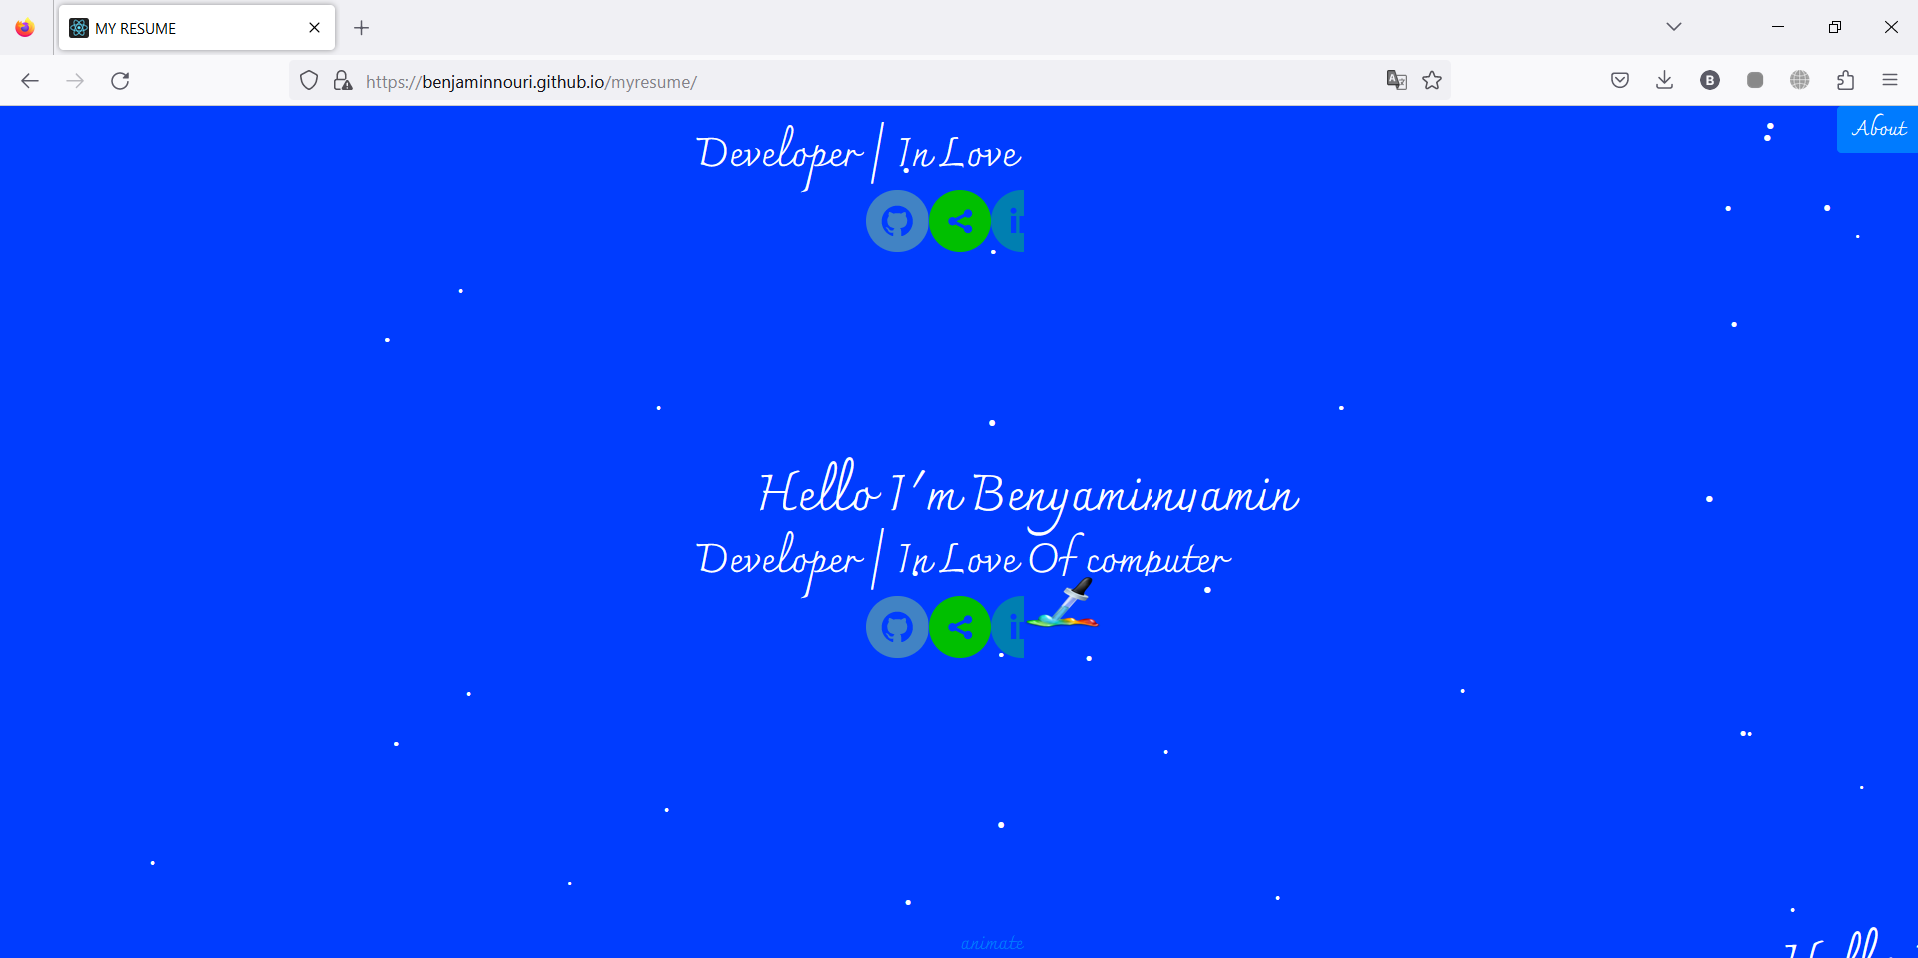 MY RESUME
https://benjaminnouri.github.io/myresume/
About
Developer | In Love
Hello I'm Benyaminyamin
Developer | In Love Of computer
animate